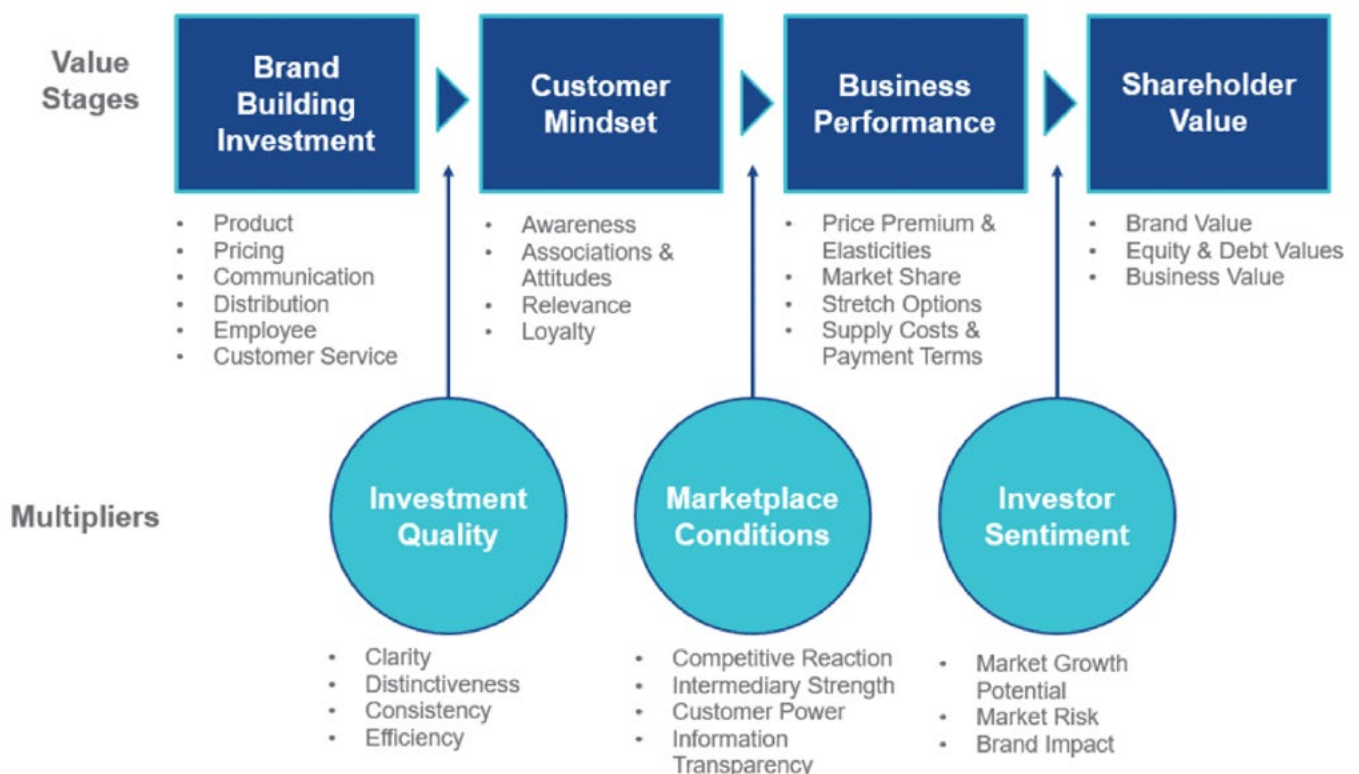 Value
Stages
Brand
Building
Investment
Customer
Mindset
Business
Performance
Shareholder
Value
• Product
• Pricing
• Communication
• Distribution
• Employee
• Customer Service
• Awareness
• Associations &
Attitudes
• Relevance
• Loyalty
• Price Premium &
Elasticities
• Market Share
• Stretch Options
• Supply Costs &
Payment Terms
• Brand Value
• Equity & Debt Values
• Business Value
Multipliers
Investment
Quality
Marketplace
Conditions
Investor
Sentiment
• Clarity
• Distinctiveness
• Consistency
• Efficiency
• Competitive Reaction
• Intermediary Strength
• Customer Power
• Information
Transparency
• Market Growth
Potential
• Market Risk
• Brand Impact